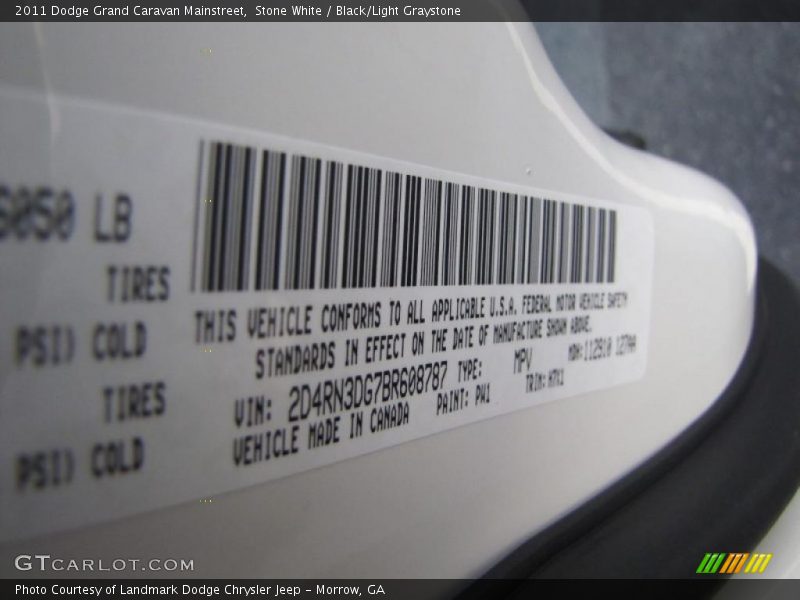 2011 Dodge Grand Caravan Mainstreet,  Stone White / Black/Light Graystone
6050 LB
TIRES
PSI) COLD
TIRES
PSI) COLD
THIS VEHICLE CONFORMS TO ALL APPLICABLE U.S.A. FEDERAL MOTOR VEHICLE SAFETY
STANDARDS IN EFFECT ON THE DATE OF MANUFACTURE SHOWN ABOVE.
VIN: 2D4RN3DG7BR608787 TYPE: MPV MDH:112910
VEHICLE MADE IN CANADA PAINT: PW1 TRIM:
GTCARLOT.COM
Photo Courtesy of Landmark Dodge Chrysler Jeep – Morrow, GA